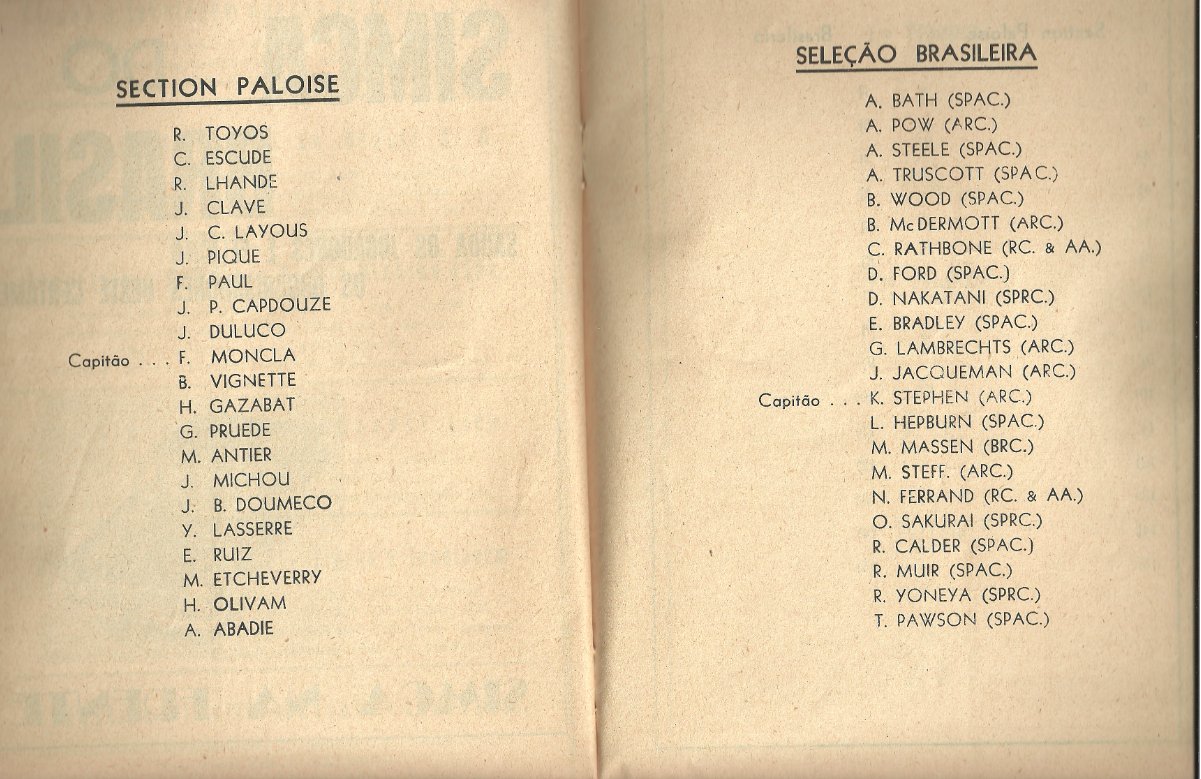 SECTION PALOISE
R. TOYOS
C. ESCUDE
R. LHANDE
J. CLAVE
J. C. LAYOUS
J. PIQUE
F. PAUL
J. P. CAPDOUZE
J. DULUCO
Capitão . . . F. MONCLA
B. VIGNETTE
H. GAZABAT
G. PRUEDE
M. ANTIER
J. MICHOU
J. B. DOUMECO
Y. LASSERRE
E. RUIZ
M. ETCHEVERRY
H. OLIVAM
A. ABADIE
SELEÇÃO BRASILEIRA
A. BATH (SPAC.)
A. POW (ARC.)
A. STEELE (SPAC.)
A. TRUSCOTT (SPAC.)
B. WOOD (SPAC.)
B. McDERMOTT (ARC.)
C. RATHBONE (RC. & AA.)
D. FORD (SPAC.)
D. NAKATANI (SPRC.)
E. BRADLEY (SPAC.)
G. LAMBRECHTS (ARC.)
J. JACQUEMAN (ARC.)
Capitão . . . K. STEPHEN (ARC.)
L. HEPBURN (SPAC.)
M. MASSEN (BRC.)
M. STEFF. (ARC.)
N. FERRAND (RC. & AA.)
O. SAKURAI (SPRC.)
R. CALDER (SPAC.)
R. MUIR (SPAC.)
R. YONEYA (SPRC.)
T. PAWSON (SPAC.)